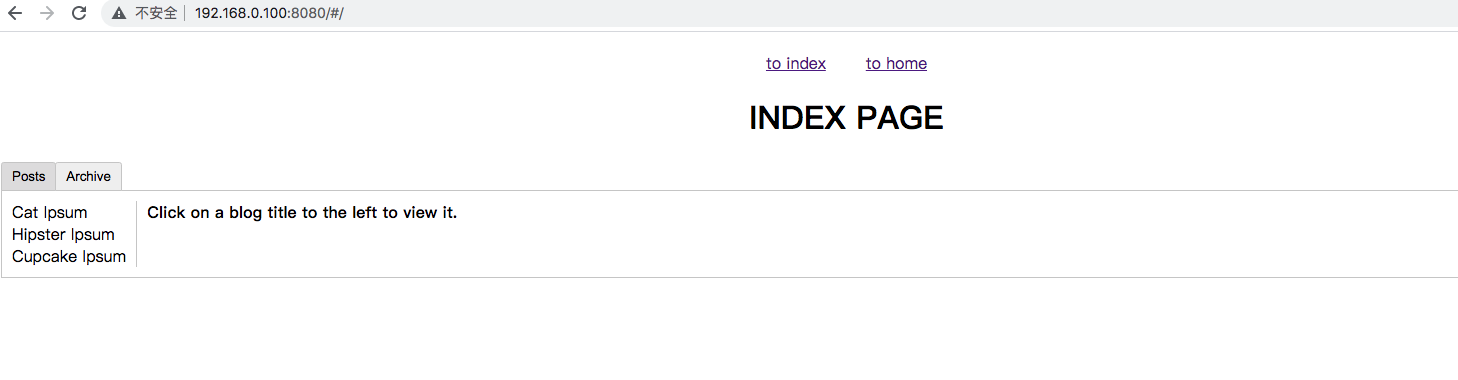 不安全 192.168.0.100:8080/#/
to index to home
INDEX PAGE
Posts Archive
Cat Ipsum Click on a blog title to the left to view it.
Hipster Ipsum
Cupcake Ipsum